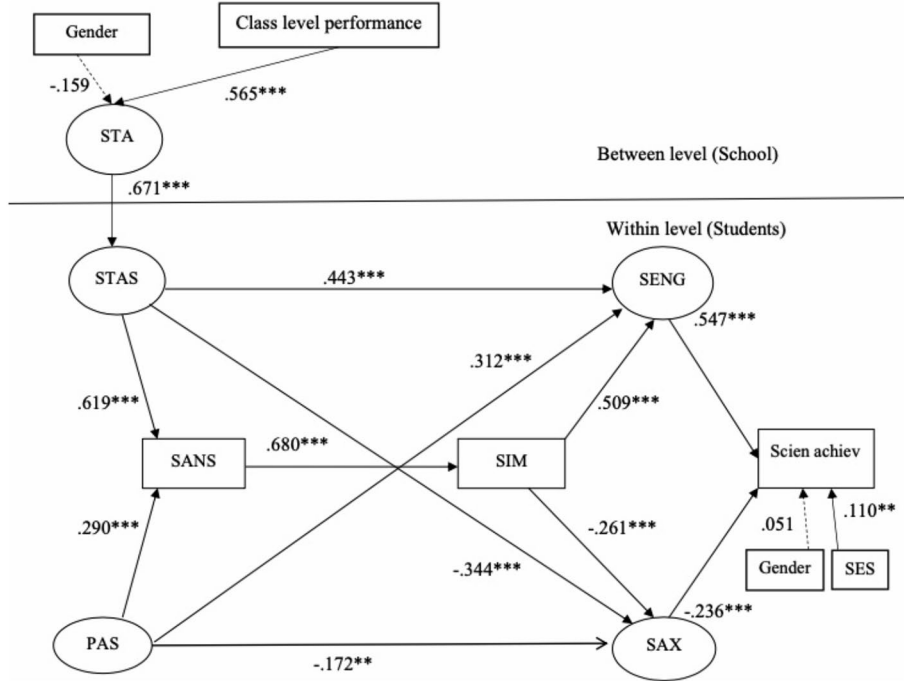 Gender
Class level performance
-.159
.565***
STA
Between level (School)
.671***
Within level (Students)
STAS
.443***
SENG
.547***
.312***
.619***
.509***
SANS
.680***
SIM
Scien achiev
.290***
-.261***
.051
.110**
-.344***
Gender
SES
-.236***
PAS
SAX
-.172**